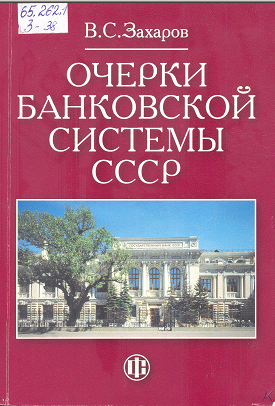 65.262.1
З-38
В.С.Захаров
ОЧЕРКИ
БАНКОВСКОЙ
СИСТЕМЫ
СССР